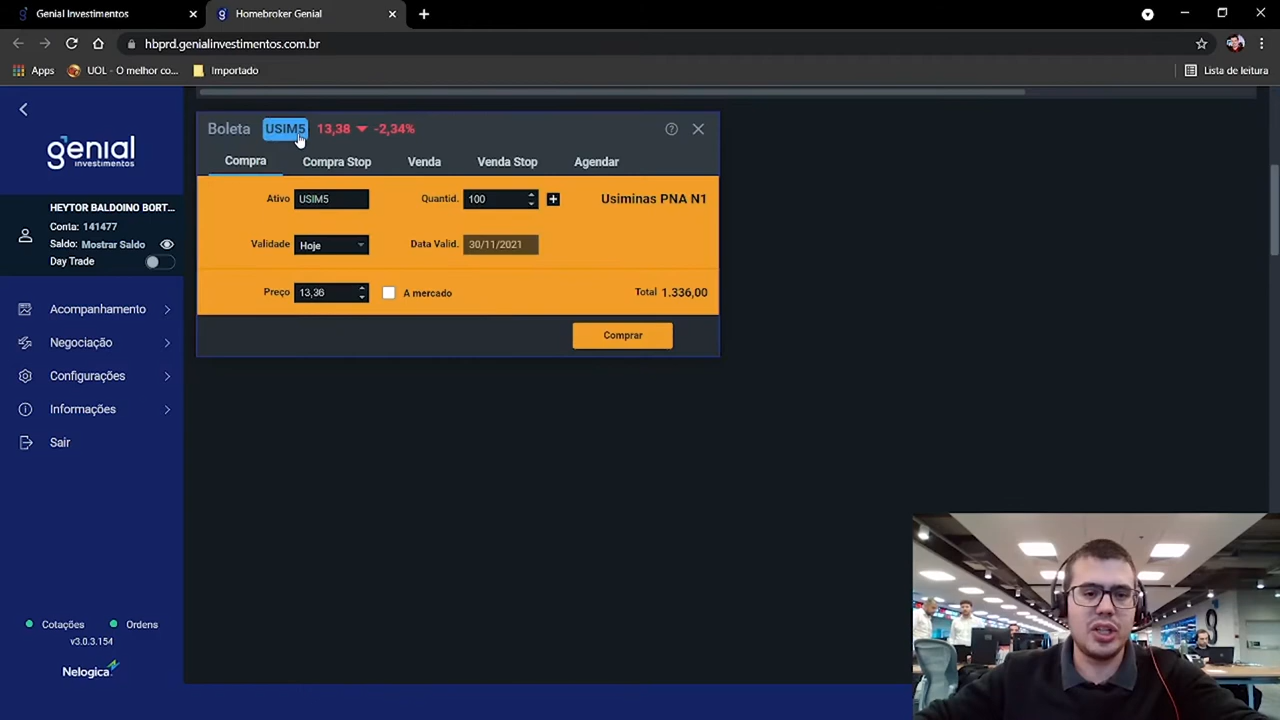 Genial Investimentos
Homebroker Genial
hbprd.genialinvestimentos.com.br
Apps
UOL - O melhor co...
Importado
Lista de leitura
genial
investimentos
HEYTOR BALDOINO BORT...
Conta: 141477
Saldo: Mostrar Saldo
Day Trade
Acompanhamento
Negociação
Configurações
Informações
Sair
Cotações
Ordens
v3.0.3.154
Nelogica
Boleta USIM5 13,38 -2,34%
Compra Compra Stop Venda Venda Stop Agendar
Ativo USIM5 Quantid. 100 Usiminas PNA N1
Validade Hoje Data Valid. 30/11/2021
Preço 13,36 A mercado Total 1.336,00
Comprar